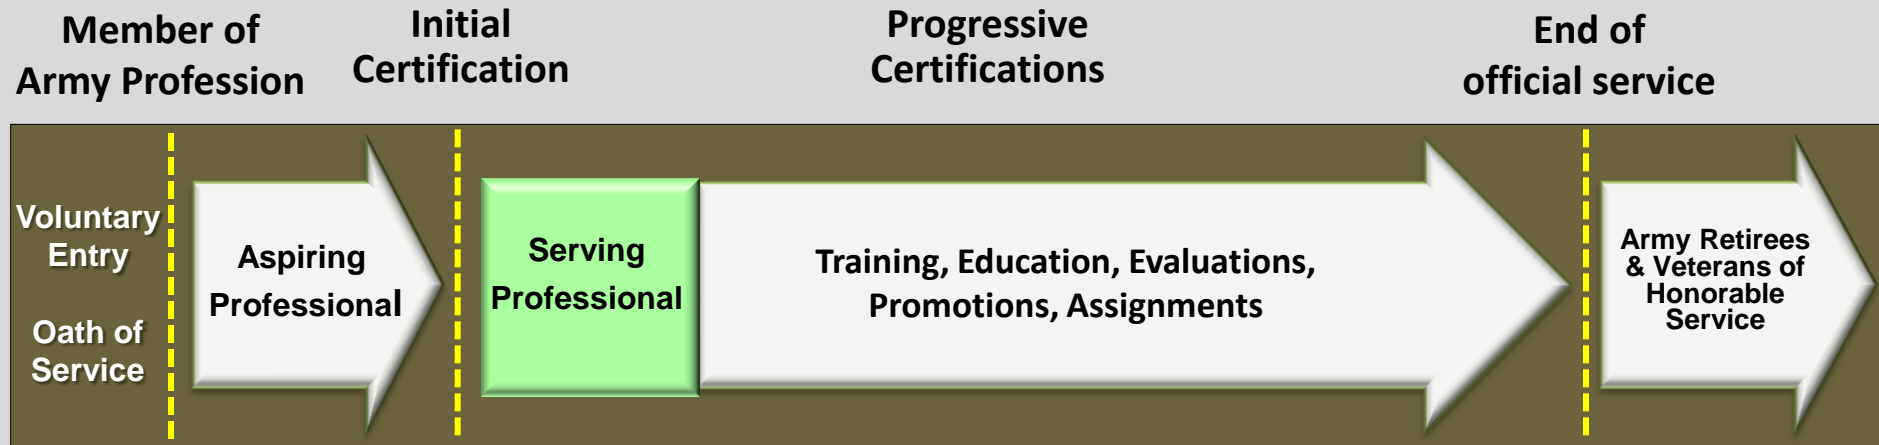 Member of
Army Profession
Initial
Certification
Progressive
Certifications
End of
official service
Voluntary
Entry
Oath of
Service
Aspiring
Professional
Serving
Professional
Training, Education, Evaluations,
Promotions, Assignments
Army Retirees
& Veterans of
Honorable
Service